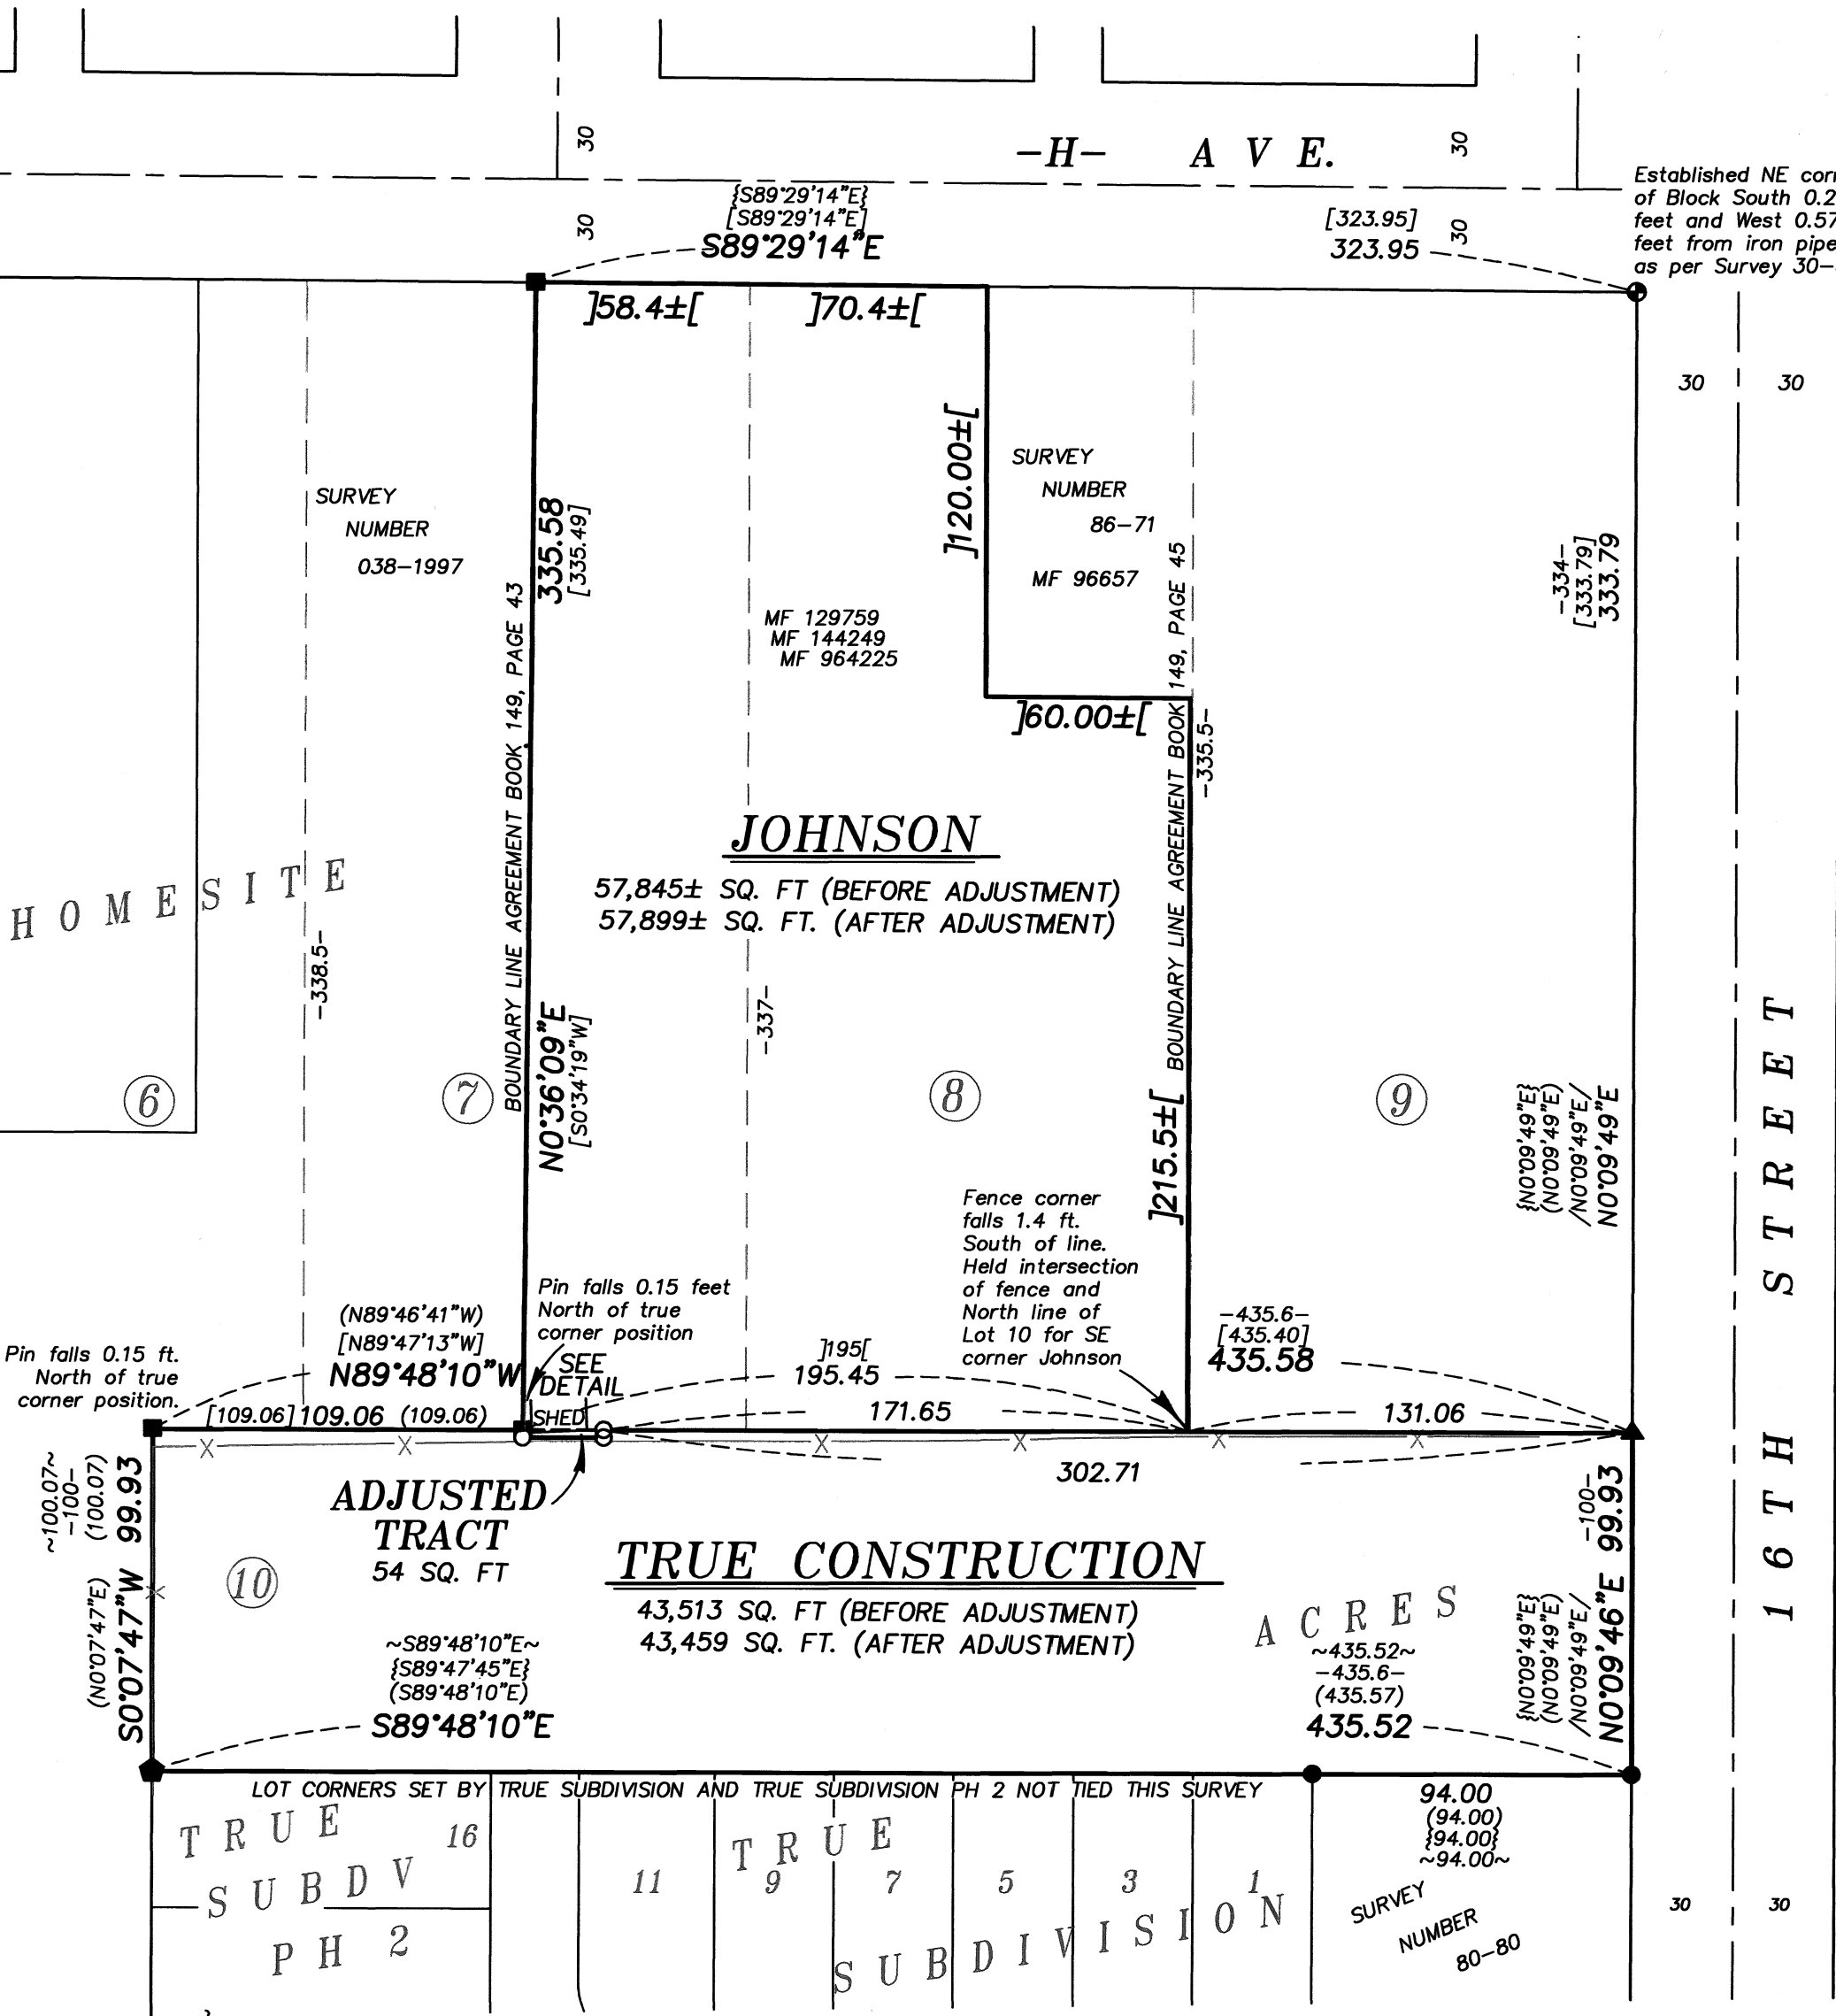 30
-H- A V E.
30
Established NE corn
of Block South 0.2
feet and West 0.57
feet from iron pipe
as per Survey 30-
{S89°29'14"E}
[S89°29'14"E]
S89°29'14"E
30
[323.95]
323.95
30
]58.4±[
]70.4±[
30
30
]120.00±[
SURVEY
NUMBER
86-71
MF 96657
SURVEY
NUMBER
038-1997
335.58
[335.49]
BOUNDARY LINE AGREEMENT BOOK 149, PAGE 43
MF 129759
MF 144249
MF 964225
BOUNDARY LINE AGREEMENT BOOK 149, PAGE 45
-334-
[333.79]
333.79
]60.00±[
-335.5-
JOHNSON
57,845± SQ. FT (BEFORE ADJUSTMENT)
57,899± SQ. FT. (AFTER ADJUSTMENT)
HOMESITE
-338.5-
-337-
N0°36'09"E
[S0°34'19"W]
6
7
8
9
]215.5±[
{N0°09'49"E}
(N0°09'49"E)
/N0°09'49"E/
N0°09'49"E
16TH STREET
Fence corner
falls 1.4 ft.
South of line.
Held intersection
of fence and
North line of
Lot 10 for SE
corner Johnson
Pin falls 0.15 feet
North of true
corner position
Pin falls 0.15 ft.
North of true
corner position.
(N89°46'41"W)
[N89°47'13"W]
N89°48'10"W
SEE
DETAIL
SHED
]195[
195.45
-435.6-
[435.40]
435.58
[109.06] 109.06 (109.06)
171.65
131.06
302.71
~100.07~
-100-
(100.07)
99.93
(N0°07'47"E)
S0°07'47"W
ADJUSTED
TRACT
54 SQ. FT
10
TRUE CONSTRUCTION
43,513 SQ. FT (BEFORE ADJUSTMENT)
43,459 SQ. FT. (AFTER ADJUSTMENT)
ACRES
-100-
99.93
{N0°09'49"E}
(N0°09'49"E)
/N0°09'49"E/
N0°09'46"E
~S89°48'10"E~
{S89°47'45"E}
(S89°48'10"E)
S89°48'10"E
~435.52~
-435.6-
(435.57)
435.52
LOT CORNERS SET BY TRUE SUBDIVISION AND TRUE SUBDIVISION PH 2 NOT TIED THIS SURVEY
94.00
(94.00)
{94.00}
~94.00~
TRUE
SUBDV
PH 2
16
TRUE
SUBDIVISION
11
9
7
5
3
1
SURVEY
NUMBER
80-80
30
30